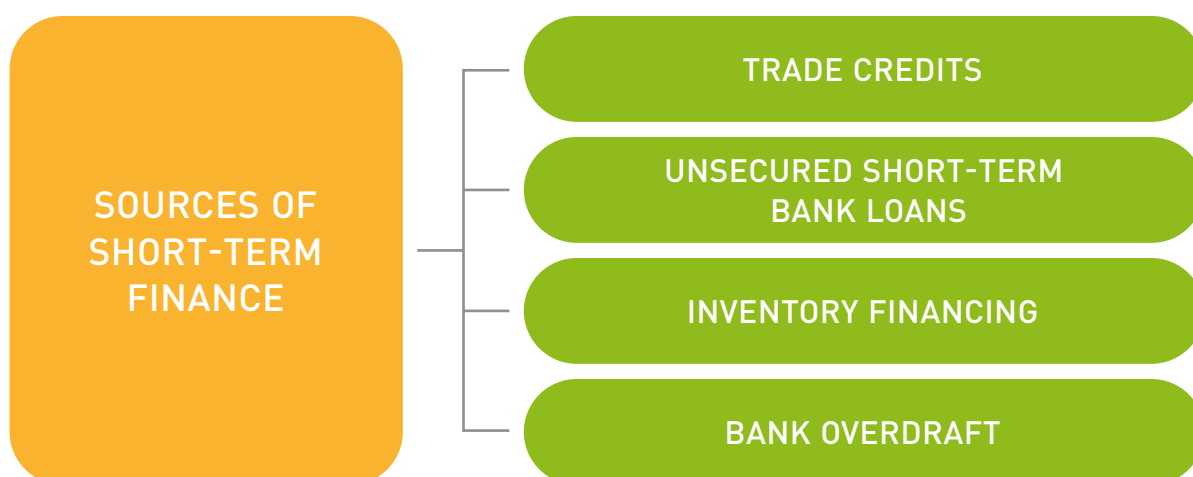 SOURCES OF
SHORT-TERM
FINANCE
TRADE CREDITS
UNSECURED SHORT-TERM
BANK LOANS
INVENTORY FINANCING
BANK OVERDRAFT